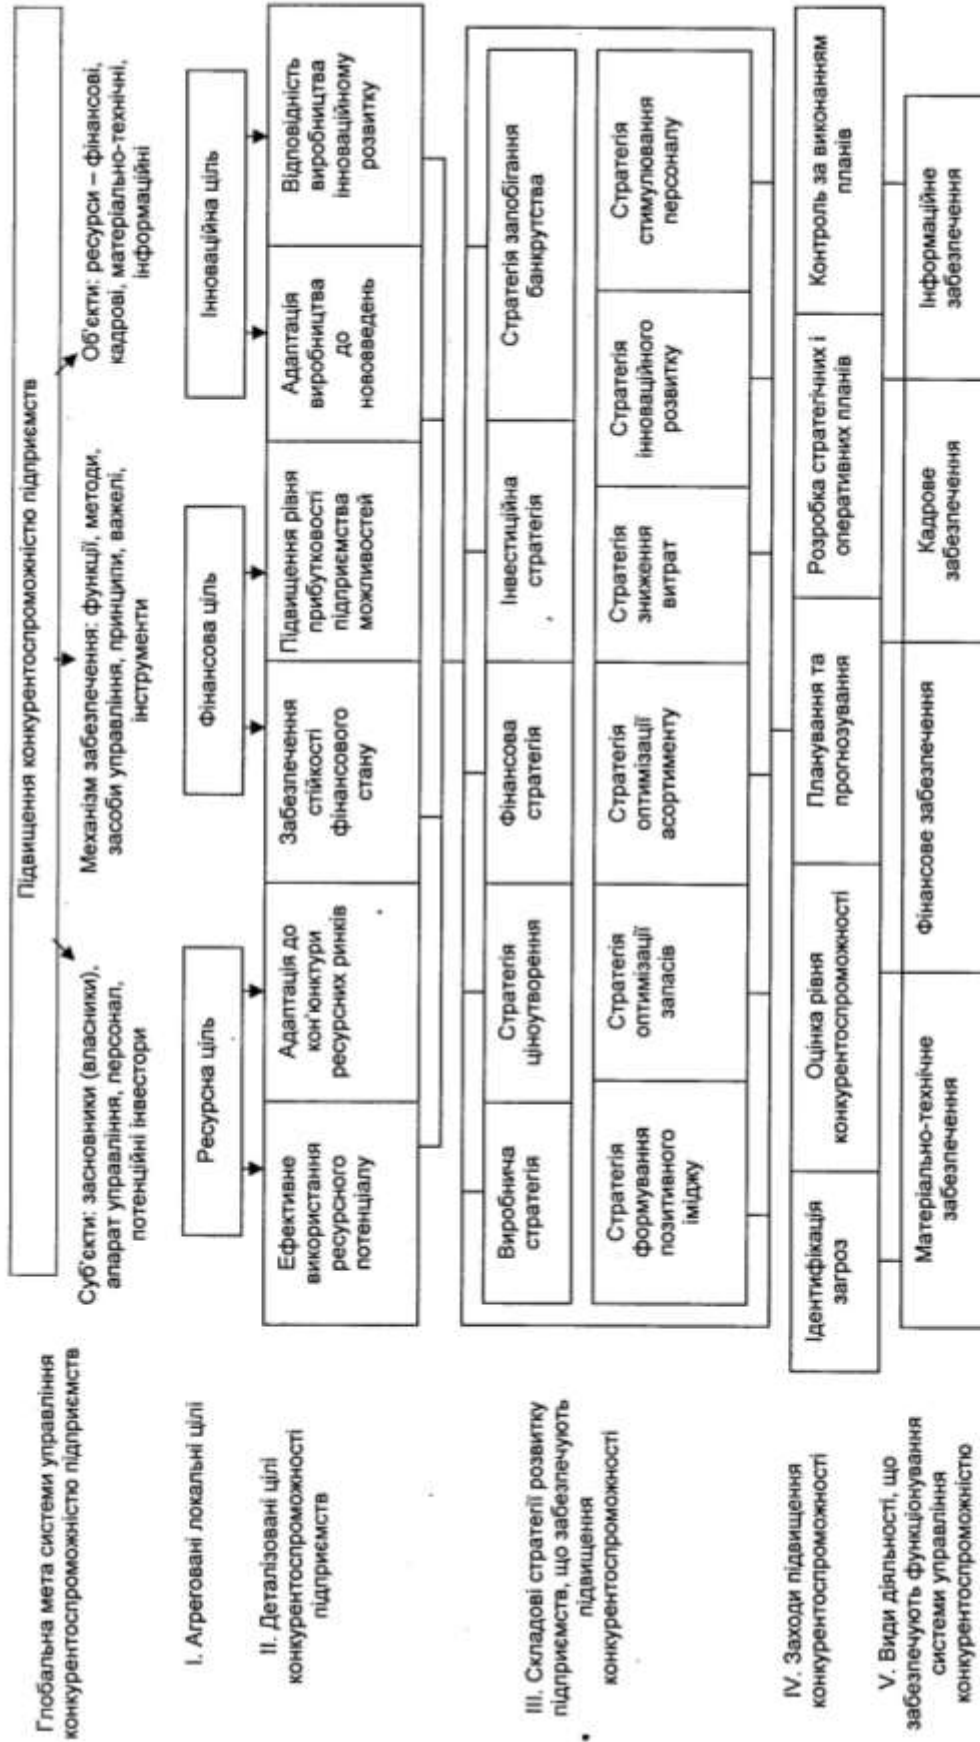 Глобальна мета системи управління
конкурентоспроможністю підприємств
Підвищення конкурентоспроможністю підприємств
Суб'єкти: засновники (власники),
апарат управління, персонал,
потенційні інвестори
Механізм забезпечення: функції, методи,
засоби управління, принципи, важелі,
інструменти
Об'єкти: ресурси – фінансові,
кадрові, матеріально-технічні,
інформаційні
І. Агреговані локальні цілі
Ресурсна ціль
Фінансова ціль
Інноваційна ціль
ІІ. Деталізовані цілі
конкурентоспроможності
підприємств
Ефективне
використання
ресурсного
потенціалу
Адаптація до
кон'юнктури
ресурсних ринків
Забезпечення
стійкості
фінансового
стану
Підвищення рівня
прибутковості
підприємства
можливостей
Адаптація
виробництва
до
нововведень
Відповідність
виробництва
інноваційному
розвитку
ІІІ. Складові стратегії розвитку
підприємств, що забезпечують
підвищення
конкурентоспроможності
Виробнича
стратегія
Стратегія
ціноутворення
Фінансова
стратегія
Інвестиційна
стратегія
Стратегія запобігання
банкрутства
Стратегія
формування
позитивного
іміджу
Стратегія
оптимізації
запасів
Стратегія
оптимізації
асортименту
Стратегія
зниження
витрат
Стратегія
інноваційного
розвитку
Стратегія
стимулювання
персоналу
IV. Заходи підвищення
конкурентоспроможності
Ідентифікація
загроз
Оцінка рівня
конкурентоспроможності
Планування та
прогнозування
Розробка стратегічних і
оперативних планів
Контроль за виконанням
планів
V. Види діяльності, що
забезпечують функціонування
системи управління
конкурентоспроможністю
Матеріально-технічне
забезпечення
Фінансове забезпечення
Кадрове
забезпечення
Інформаційне
забезпечення